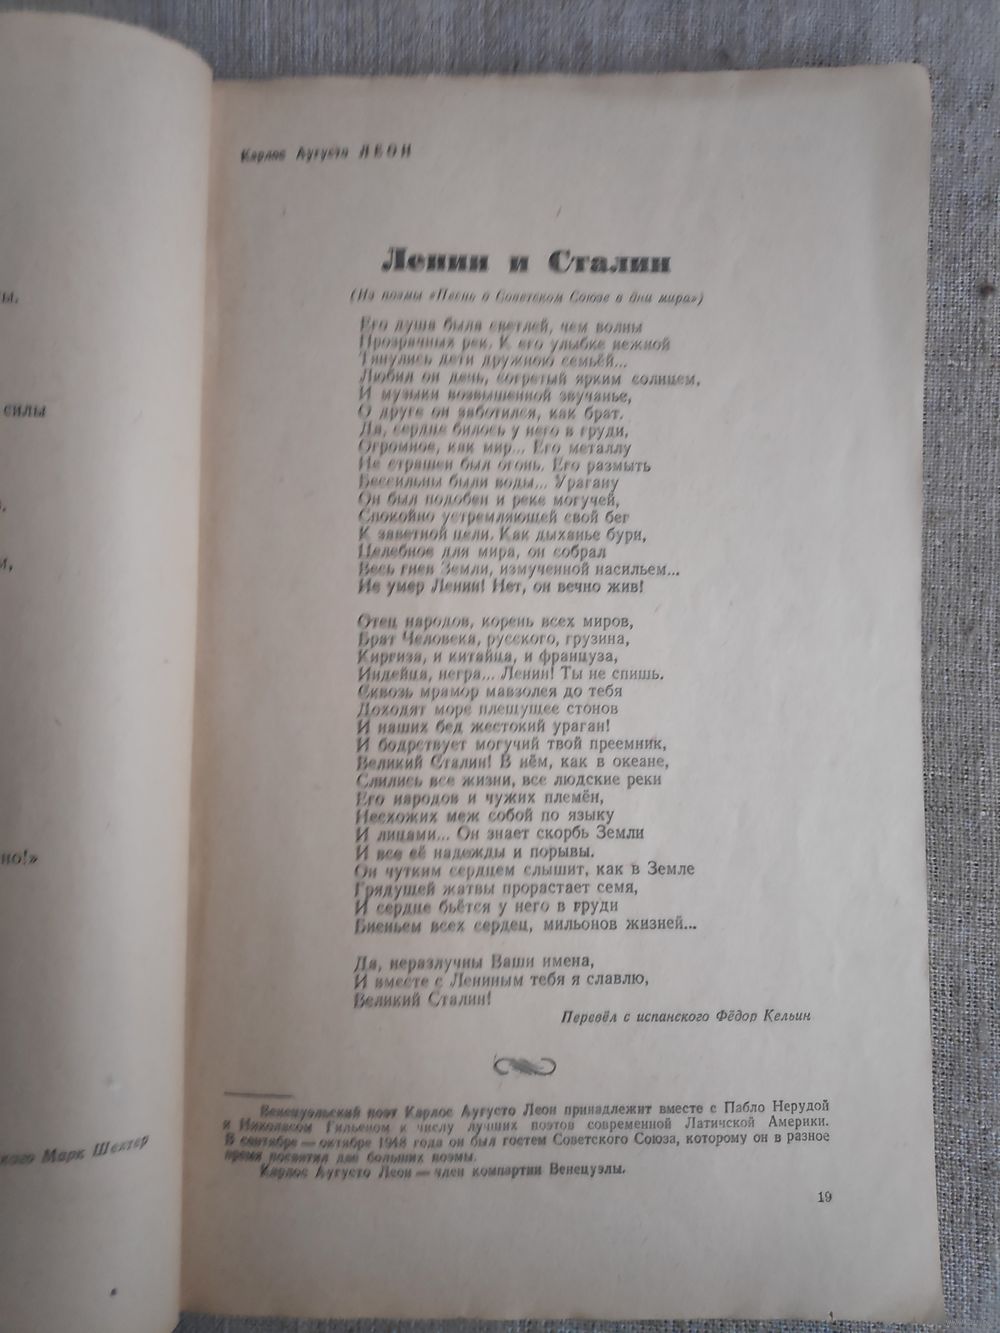 ы.
силы
м,
но!»
кого Марк Шехтер
Карлос Аугусто ЛЕОН
Ленин и Сталин
(Из поэмы «Песнь о Советском Союзе в дни мира»)
Его душа была светлей, чем волны
Прозрачных рек. К его улыбке нежной
Тянулись дети дружною семьёй...
Любил он день, согретый ярким солнцем,
И музыки возвышенной звучанье,
О друге он заботился, как брат.
Да, сердце билось у него в груди,
Огромное, как мир... Его металлу
Не страшен был огонь. Его размыть
Бессильны были воды... Урагану
Он был подобен и реке могучей,
Спокойно устремляющей свой бег
К заветной цели. Как дыханье бури,
Целебное для мира, он собрал
Весь гнев Земли, измученной насильем...
Не умер Ленин! Нет, он вечно жив!
Отец народов, корень всех миров,
Брат Человека, русского, грузина,
Киргиза, и китайца, и француза,
Индейца, негра... Ленин! Ты не спишь.
Сквозь мрамор мавзолея до тебя
Доходят море плещущее стонов
И наших бед жестокий ураган!
И бодрствует могучий твой преемник,
Великий Сталин! В нём, как в океане,
Слились все жизни, все людские реки
Его народов и чужих племён,
Несхожих меж собой по языку
И лицами... Он знает скорбь Земли
И все её надежды и порывы.
Он чутким сердцем слышит, как в Земле
Грядущей жатвы прорастает семя,
И сердце бьётся у него в груди
Биеньем всех сердец, мильонов жизней...
Да, неразлучны Ваши имена,
И вместе с Лениным тебя я славлю,
Великий Сталин!
Перевёл с испанского Фёдор Кельин
Венецуэльский поэт Карлос Аугусто Леон принадлежит вместе с Пабло Нерудой
и Николасом Гильеном к числу лучших поэтов современной Латинской Америки.
В сентябре — октябре 1948 года он был гостем Советского Союза, которому он в разное
время посвятил две больших поэмы.
Карлос Аугусто Леон — член компартии Венецуэлы.
19